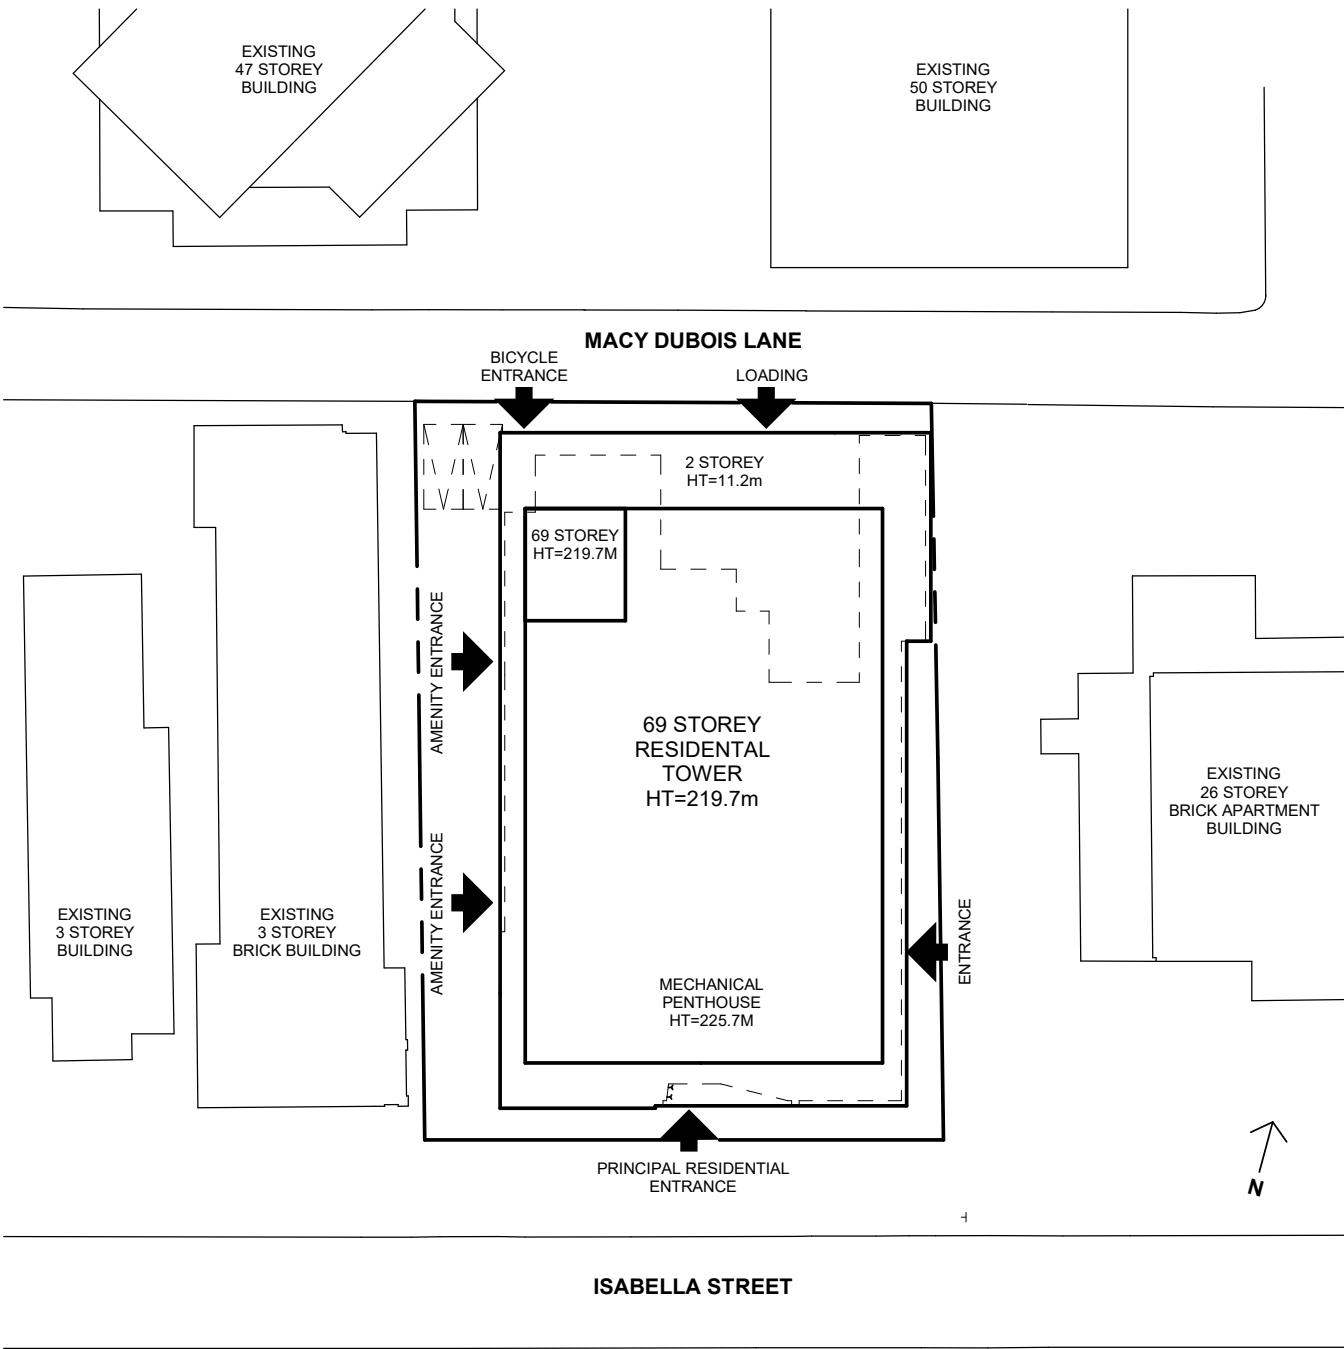 EXISTING
47 STOREY
BUILDING
EXISTING
50 STOREY
BUILDING
MACY DUBOIS LANE
BICYCLE
ENTRANCE
LOADING
2 STOREY
HT=11.2m
69 STOREY
HT=219.7M
AMENITY ENTRANCE
69 STOREY
RESIDENTAL
TOWER
HT=219.7m
EXISTING
26 STOREY
BRICK APARTMENT
BUILDING
EXISTING
3 STOREY
BUILDING
EXISTING
3 STOREY
BRICK BUILDING
AMENITY ENTRANCE
ENTRANCE
MECHANICAL
PENTHOUSE
HT=225.7M
PRINCIPAL RESIDENTIAL
ENTRANCE
N
ISABELLA STREET